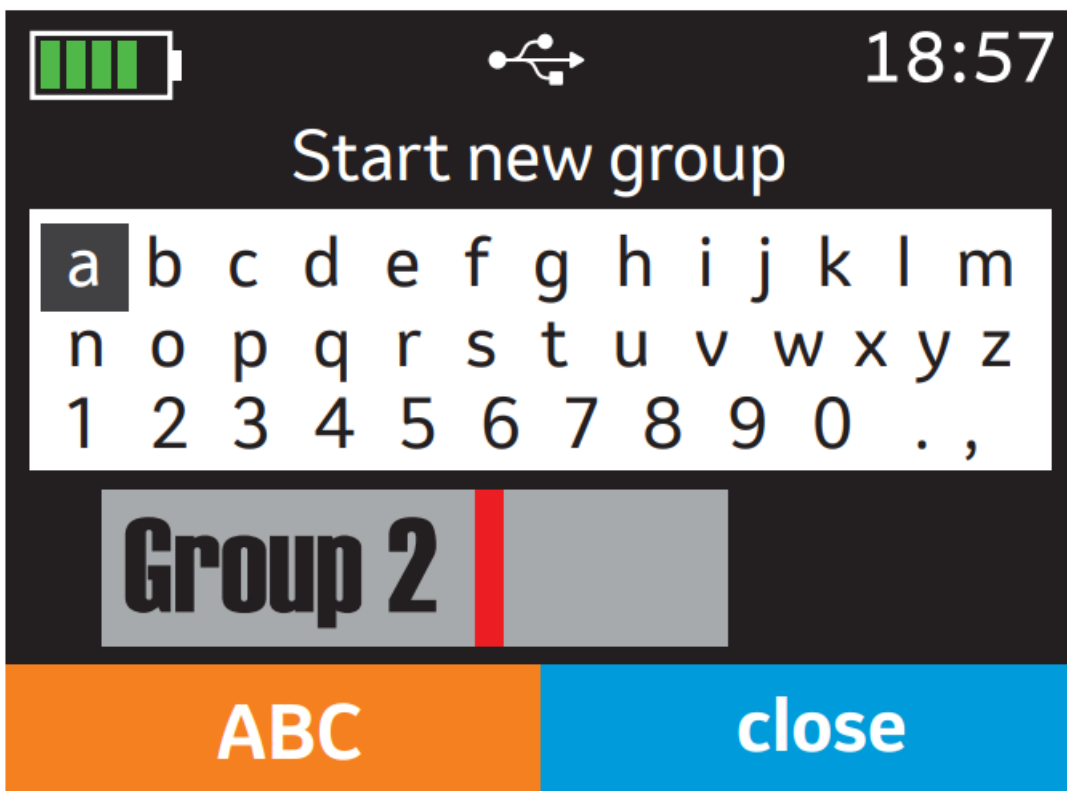 18:57
Start new group
a b c d e f g h i j k l m
n o p q r s t u v w x y z
1 2 3 4 5 6 7 8 9 0 . ,
Group 2
ABC close